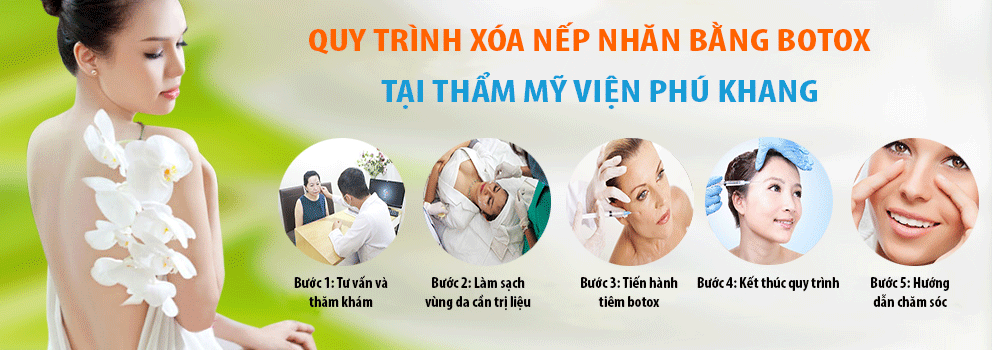 QUY TRÌNH XÓA NẾP NHĂN BẰNG BOTOX
TẠI THẨM MỸ VIỆN PHÚ KHANG
Bước 1: Tư vấn và
thăm khám
Bước 2: Làm sạch
vùng da cần trị liệu
Bước 3: Tiến hành
tiêm botox
Bước 4: Kết thúc quy trình
Bước 5: Hướng
dẫn chăm sóc